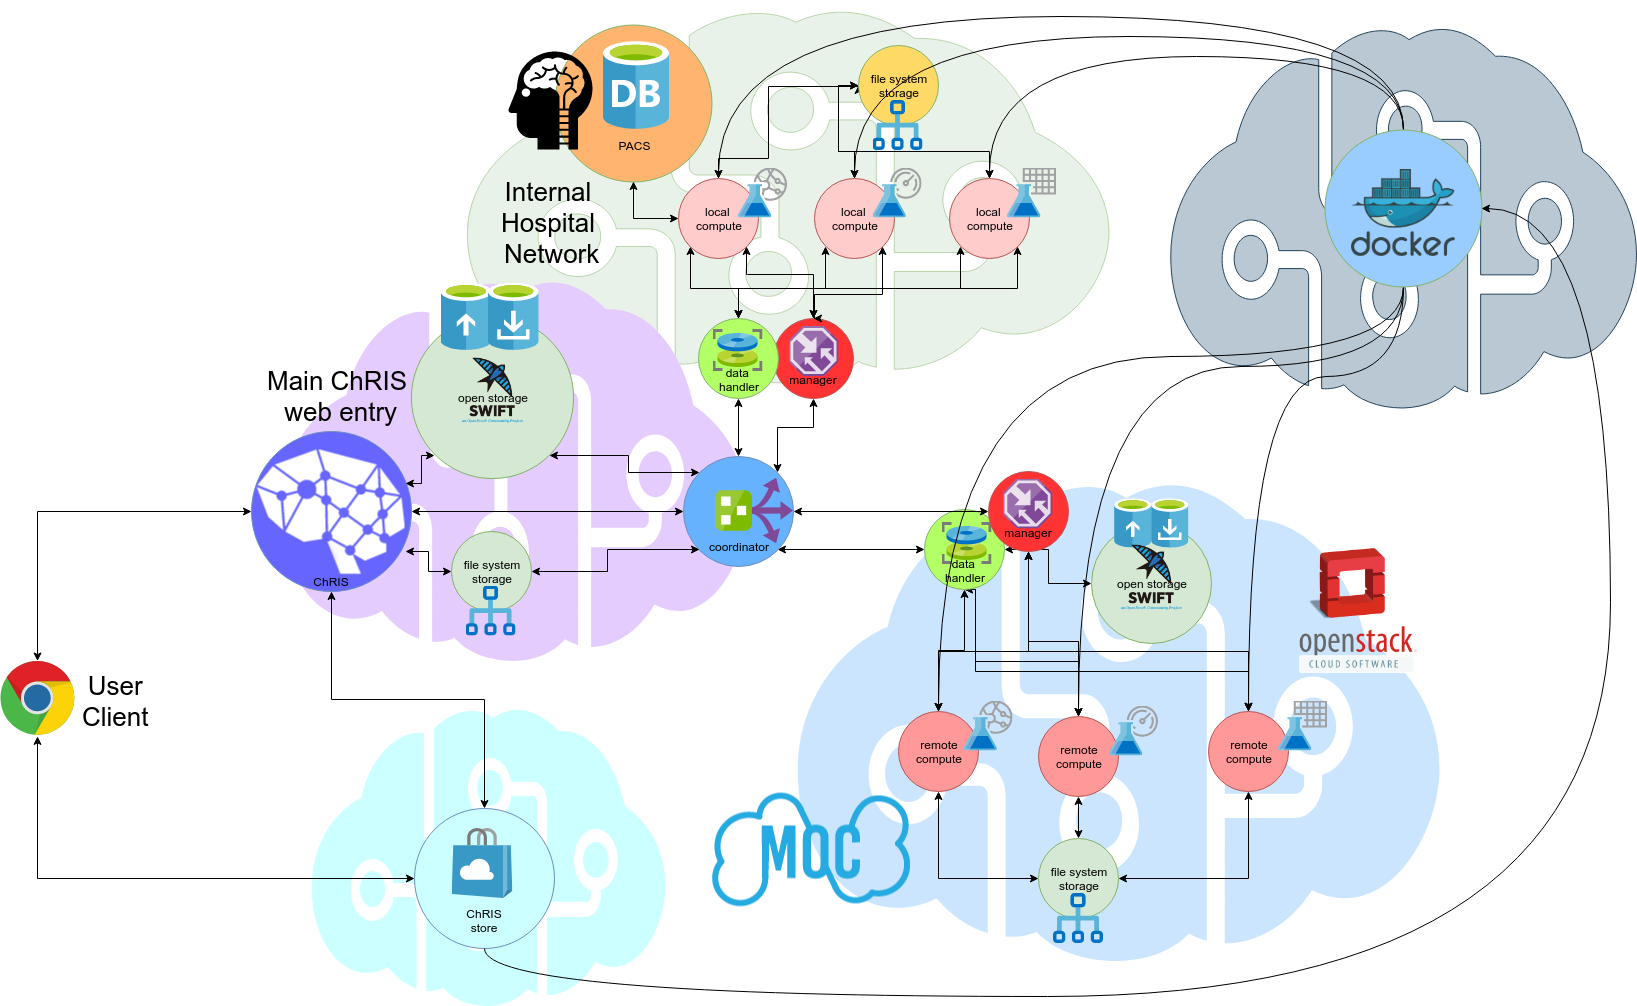 DB
PACS
file system
storage
Internal
Hospital
Network
local
compute
local
compute
local
compute
docker
data
handler
manager
Main ChRIS
web entry
open storage
SWIFT
ChRIS
file system
storage
coordinator
manager
data
handler
open storage
SWIFT
openstack
CLOUD SOFTWARE
User
Client
remote
compute
remote
compute
remote
compute
MOC
file system
storage
ChRIS
store